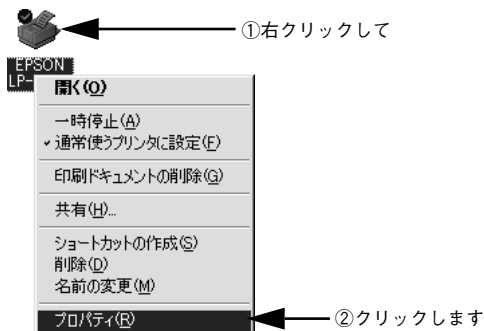 ①右クリックして
EPSON
LP-
開く(O)
一時停止(A)
通常使うプリンタに設定(F)
印刷ドキュメントの削除(G)
共有(H)...
ショートカットの作成(S)
削除(D)
名前の変更(M)
プロパティ(R)
②クリックします